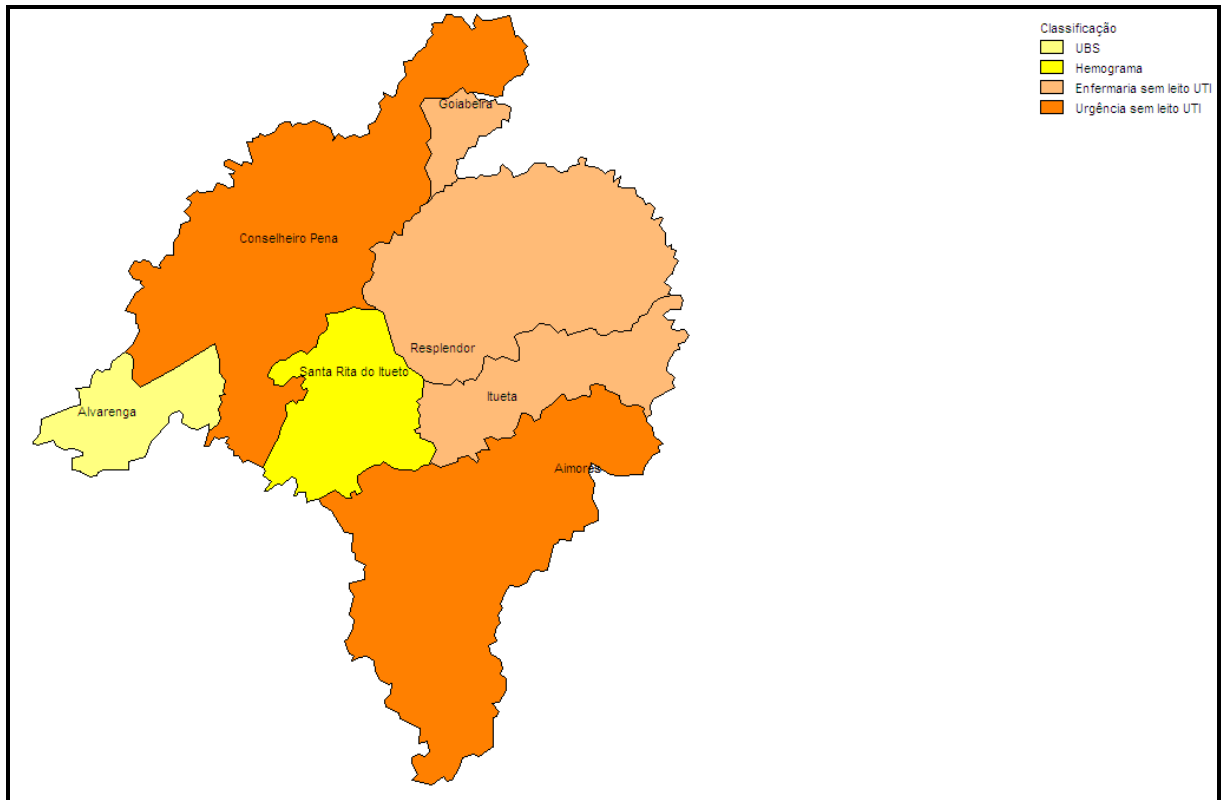 Classificação
UBS
Hemograma
Enfermaria sem leito UTI
Urgência sem leito UTI
Goiabeira
Conselheiro Pena
Resplendor
Santa Rita do Itueto
Itueta
Alvarenga
Aimorés